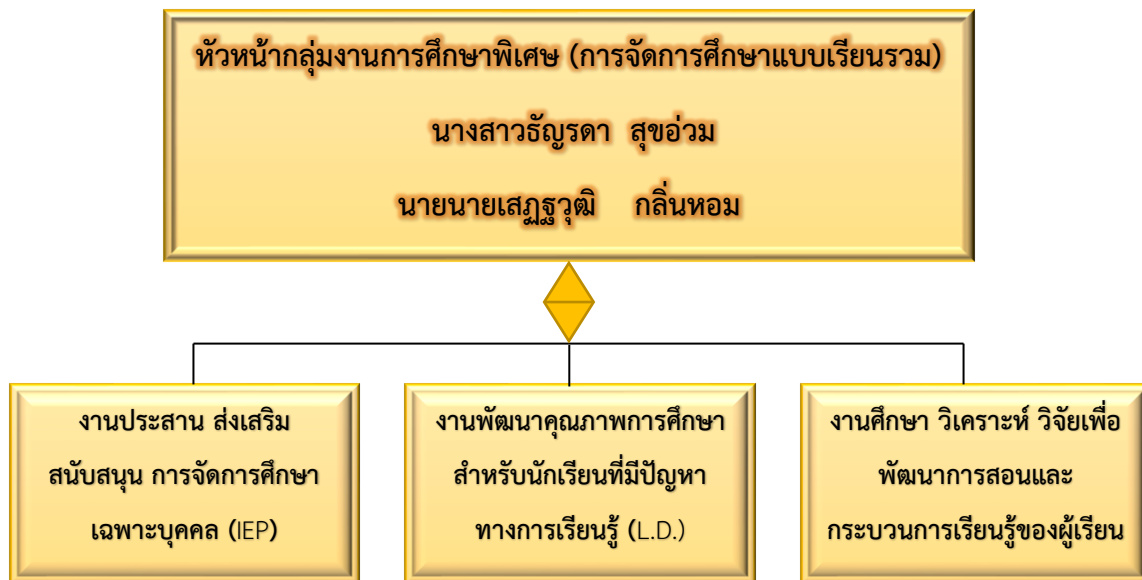 หัวหน้ากลุ่มงานการศึกษาพิเศษ (การจัดการศึกษาแบบเรียนรวม)
นางสาวธัญรดา สุขอ่วม
นายนายเสฏฐวุฒิ กลิ่นหอม
งานประสาน ส่งเสริม
สนับสนุน การจัดการศึกษา
เฉพาะบุคคล (IEP)
งานพัฒนาคุณภาพการศึกษา
สำหรับนักเรียนที่มีปัญหา
ทางการเรียนรู้ (L.D.)
งานศึกษา วิเคราะห์ วิจัยเพื่อ
พัฒนาการสอนและ
กระบวนการเรียนรู้ของผู้เรียน